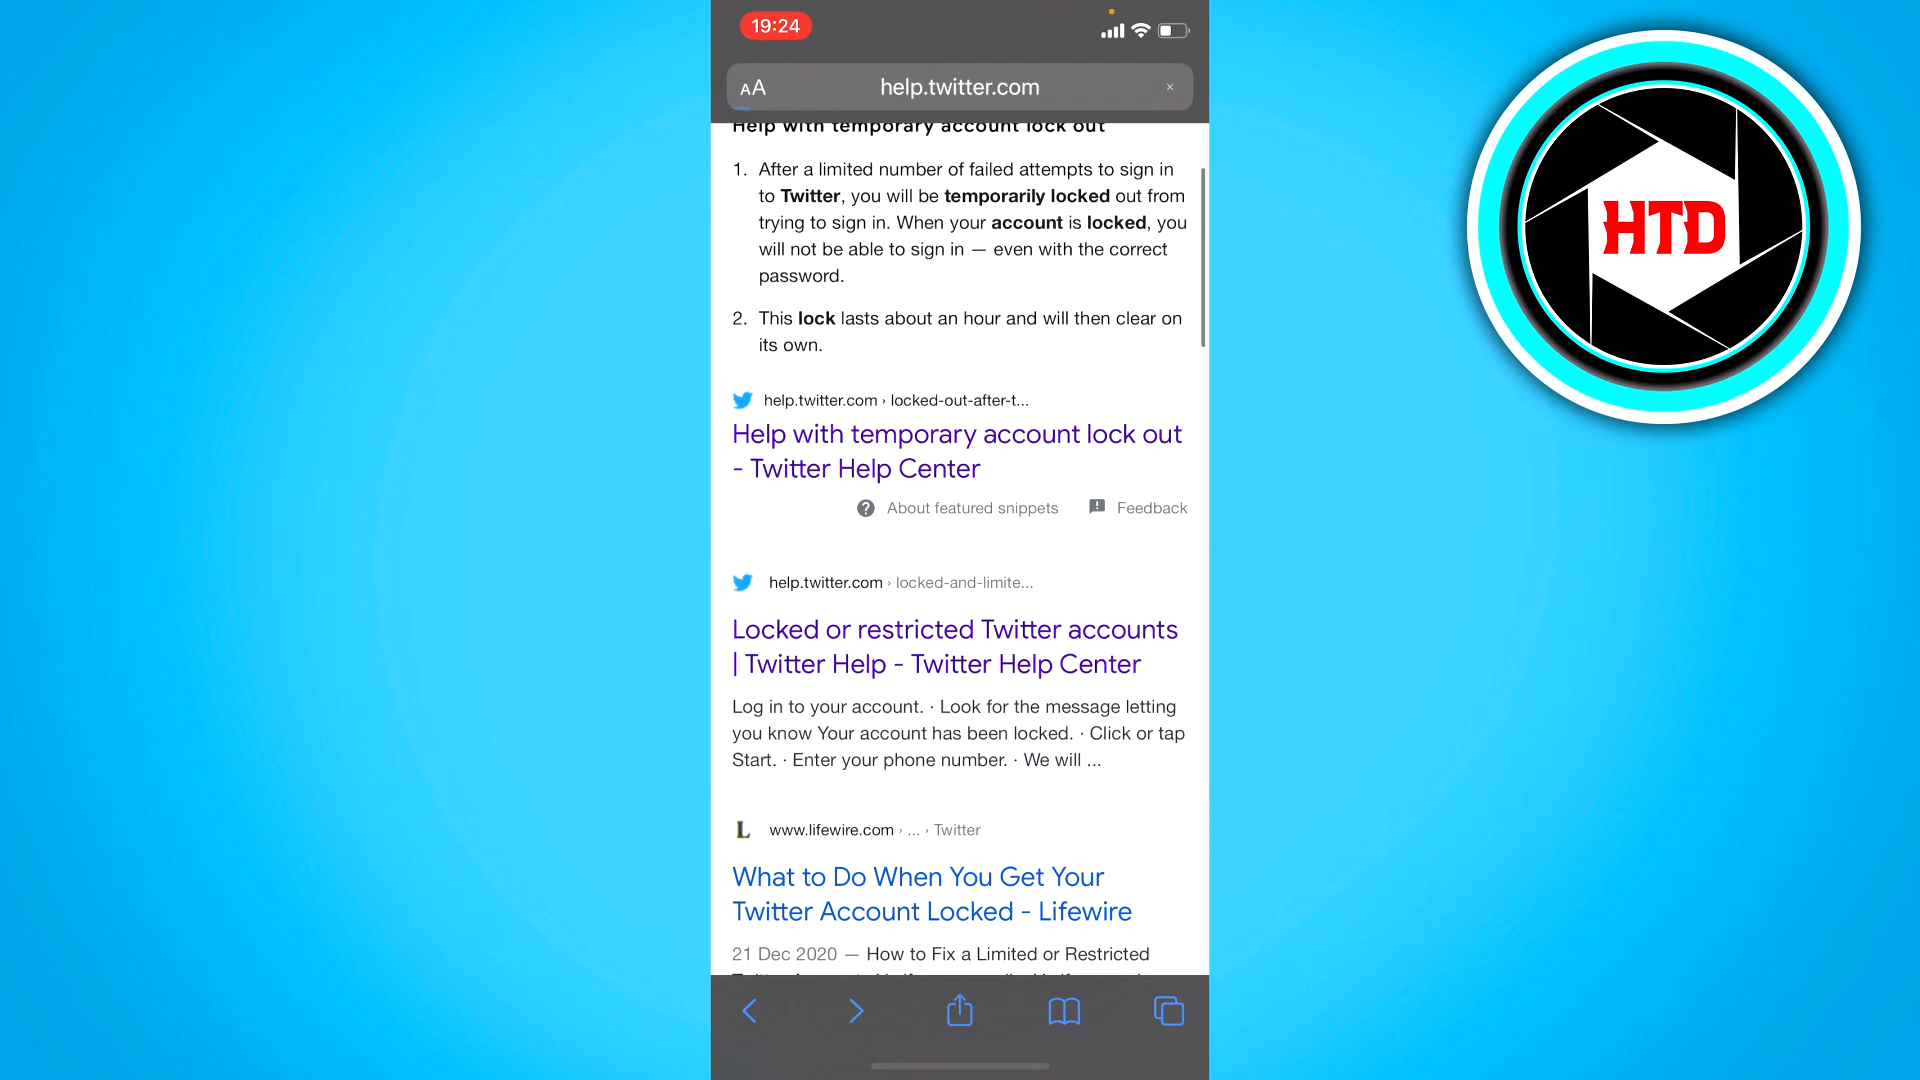 19:24
AA help.twitter.com ×
Help with temporary account lock out
1. After a limited number of failed attempts to sign in
to Twitter, you will be temporarily locked out from
trying to sign in. When your account is locked, you
will not be able to sign in — even with the correct
password.
2. This lock lasts about an hour and will then clear on
its own.
help.twitter.com › locked-out-after-t...
Help with temporary account lock out
- Twitter Help Center
About featured snippets Feedback
help.twitter.com › locked-and-limite...
Locked or restricted Twitter accounts
| Twitter Help - Twitter Help Center
Log in to your account. · Look for the message letting
you know Your account has been locked. · Click or tap
Start. · Enter your phone number. · We will ...
L www.lifewire.com › ... › Twitter
What to Do When You Get Your
Twitter Account Locked - Lifewire
21 Dec 2020 — How to Fix a Limited or Restricted
HTD